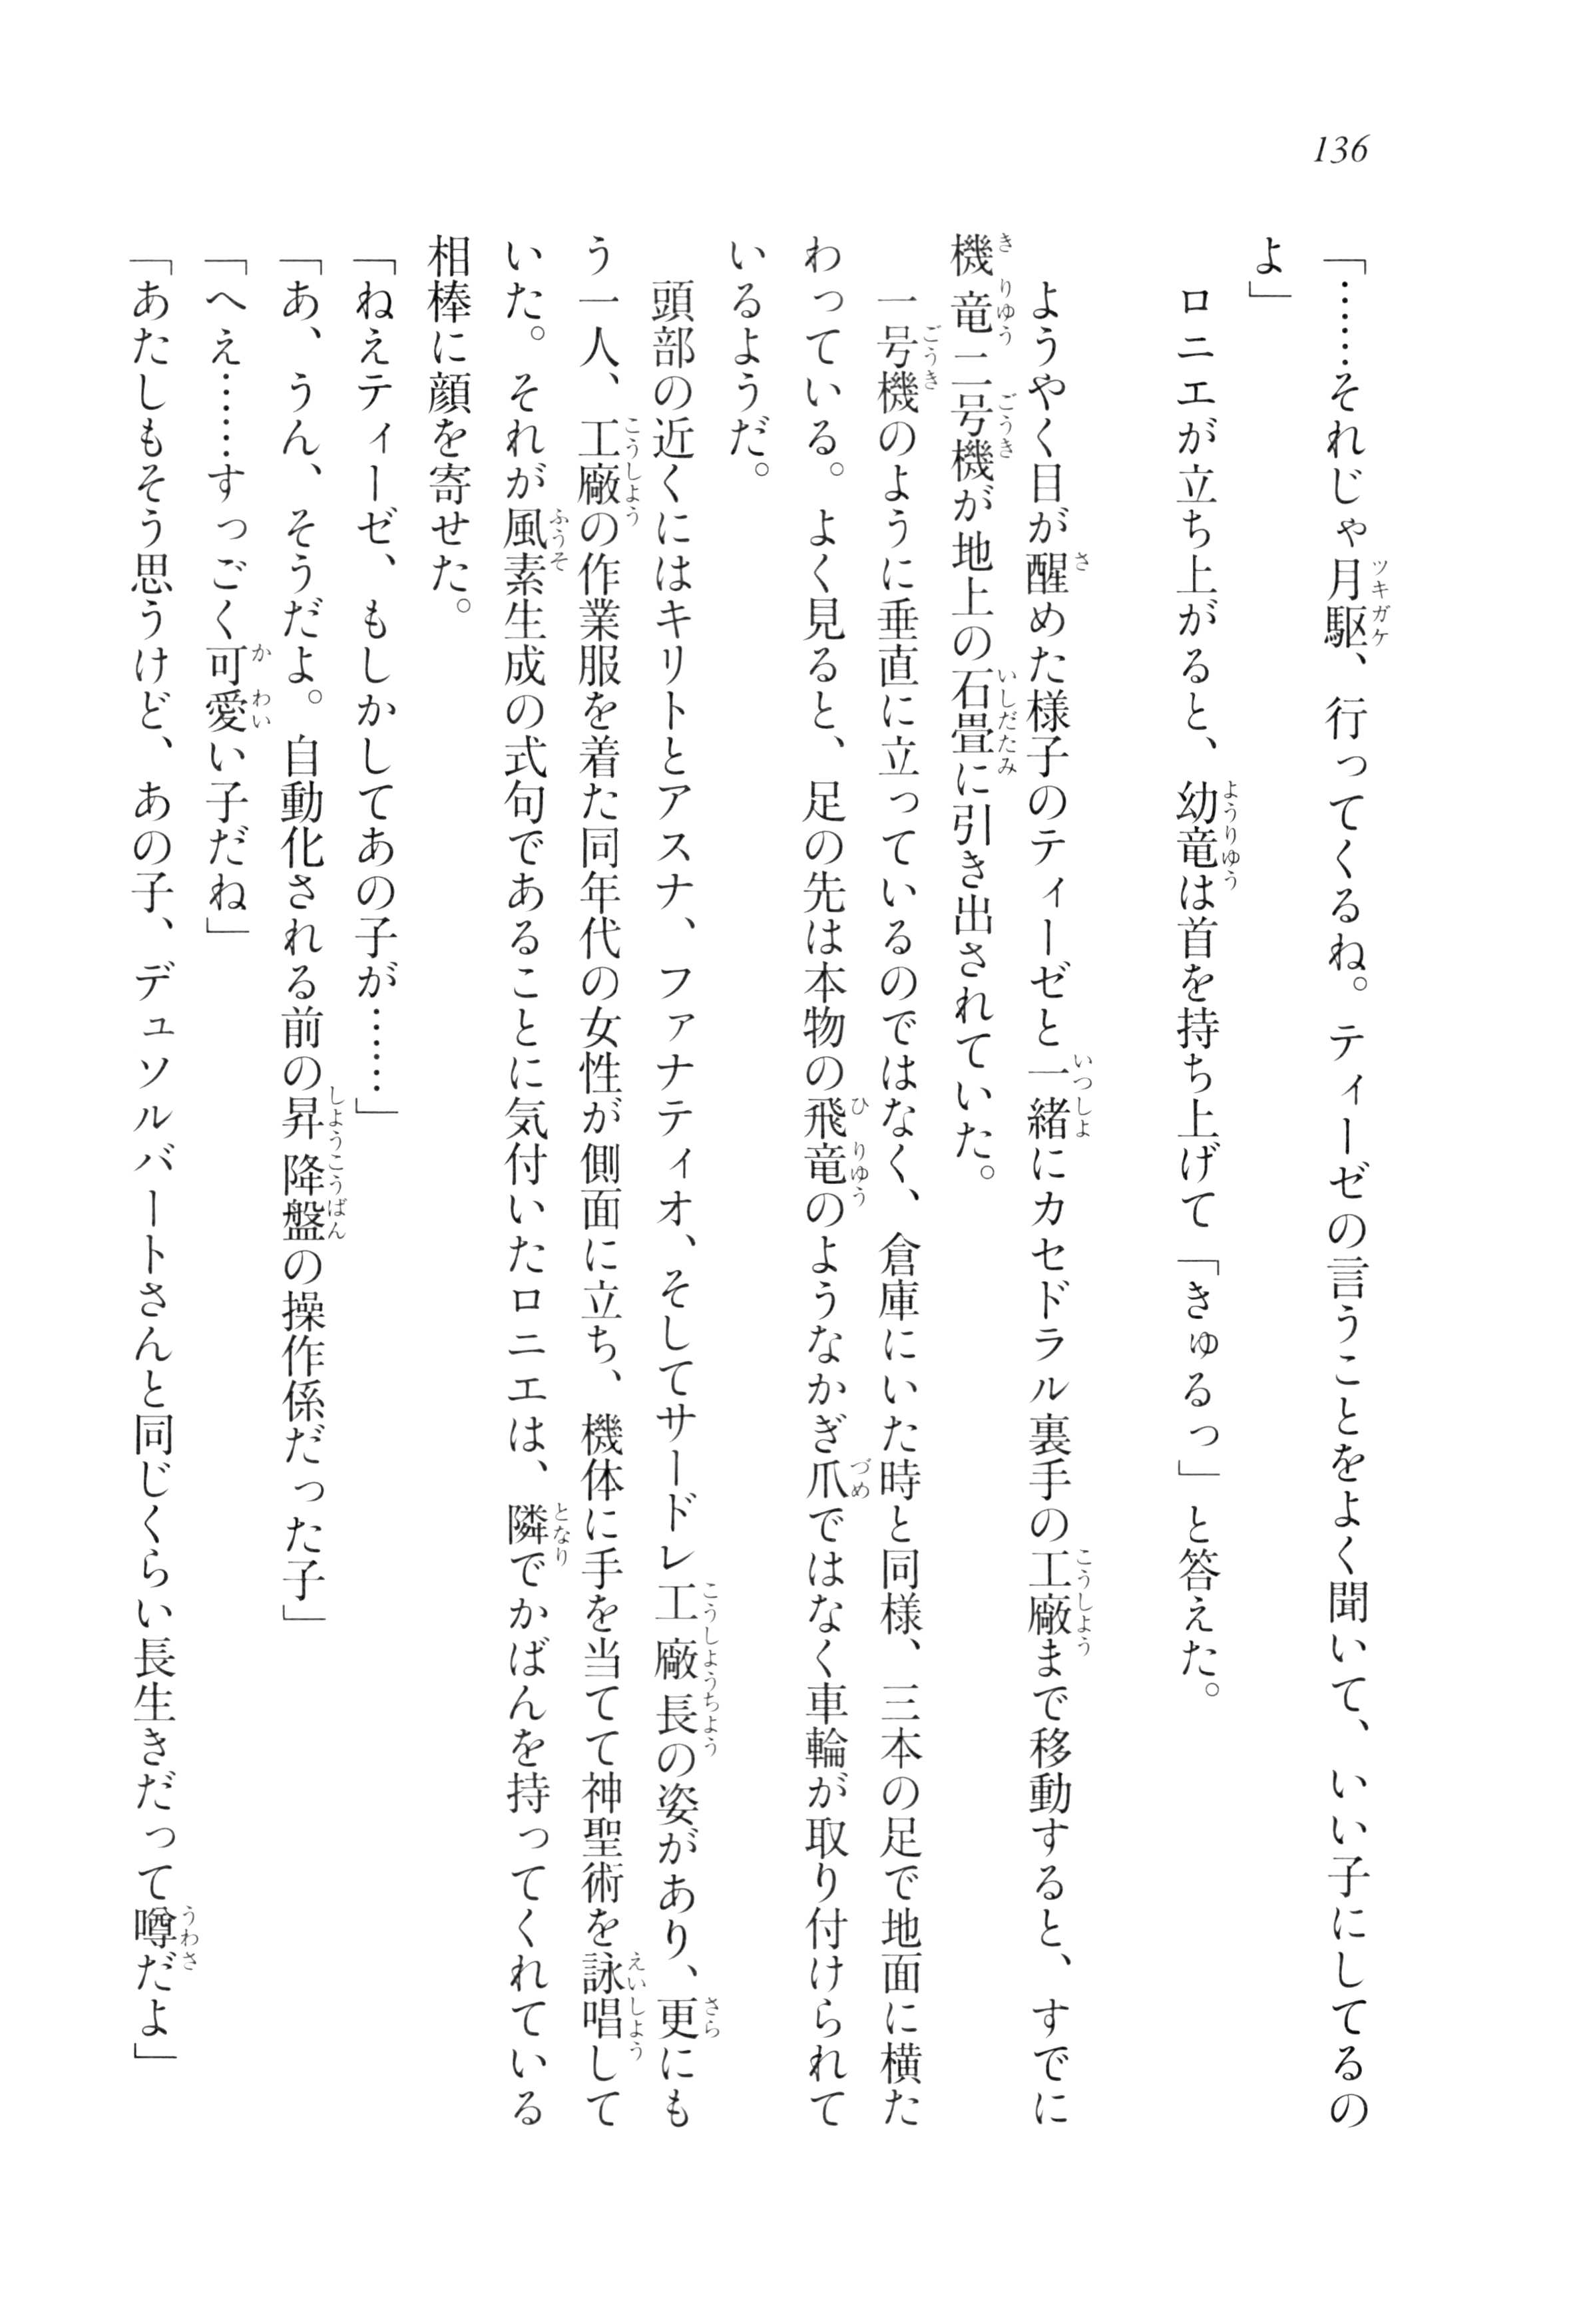 136
「……それじゃ月駆、行ってくるね。ティーゼの言うことをよく聞いて、いい子にしてるの
よ」
ロニエが立ち上がると、幼竜は首を持ち上げて「きゅるっ」と答えた。
ようやく目が醒めた様子のティーゼと一緒にカセドラル裏手の工廠まで移動すると、すでに
機竜二号機が地上の石畳に引き出されていた。
一号機のように垂直に立っているのではなく、倉庫にいた時と同様、三本の足で地面に横た
わっている。よく見ると、足の先は本物の飛竜のようなかぎ爪ではなく車輪が取り付けられて
いるようだ。
頭部の近くにはキリトとアスナ、ファナティオ、そしてサードレ工廠長の姿があり、更にも
う一人、工廠の作業服を着た同年代の女性が側面に立ち、機体に手を当てて神聖術を詠唱して
いた。それが風素生成の式句であることに気付いたロニエは、隣でかばんを持ってくれている
相棒に顔を寄せた。
「ねえティーゼ、もしかしてあの子が……」
「あ、うん、そうだよ。自動化される前の昇降盤の操作係だった子」
「へえ……すっごく可愛い子だね」
「あたしもそう思うけど、あの子、デュソルバートさんと同じくらい長生きだって噂だよ」